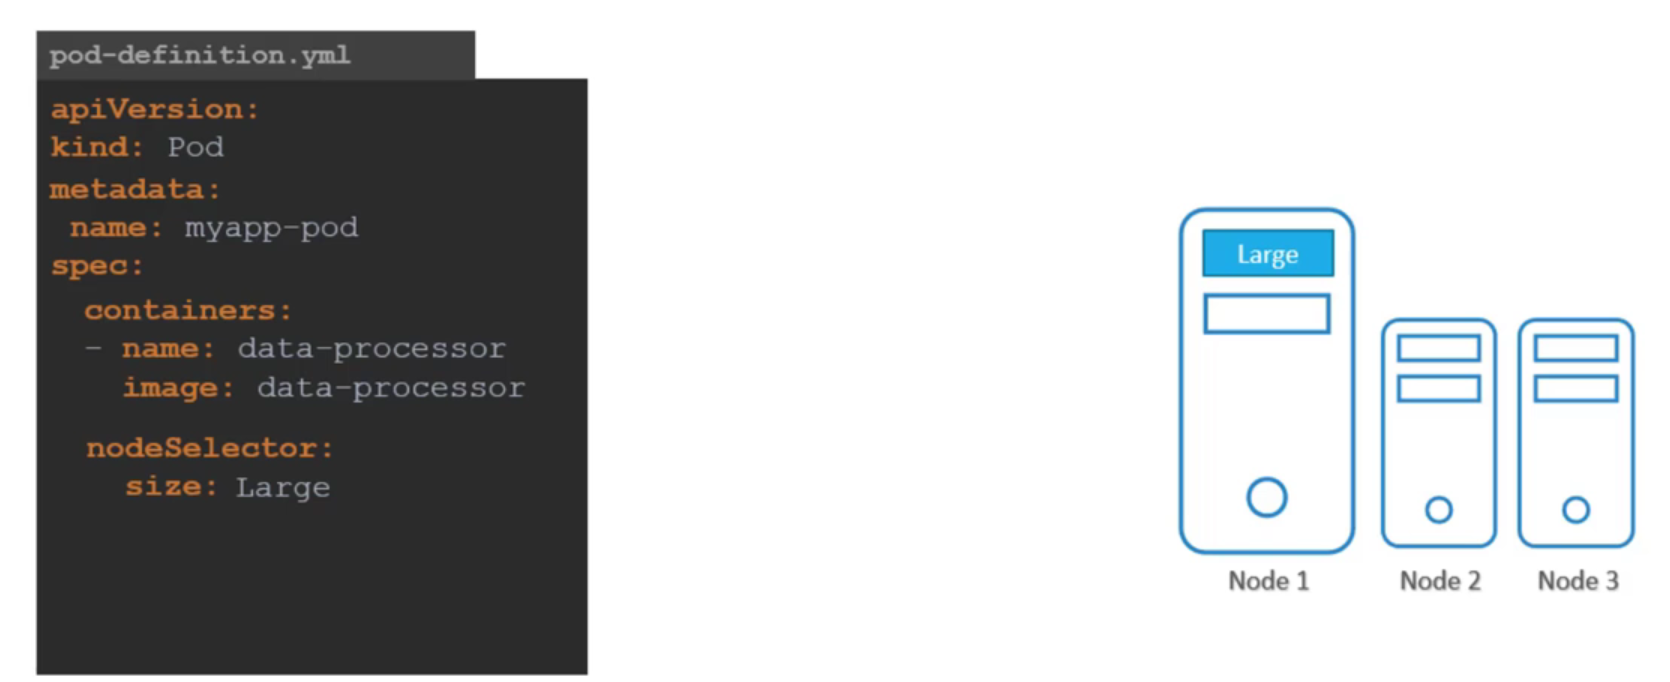 pod-definition.yml
apiVersion:
kind: Pod
metadata:
name: myapp-pod
spec:
containers:
- name: data-processor
image: data-processor
nodeSelector:
size: Large
Large
Node 1
Node 2
Node 3